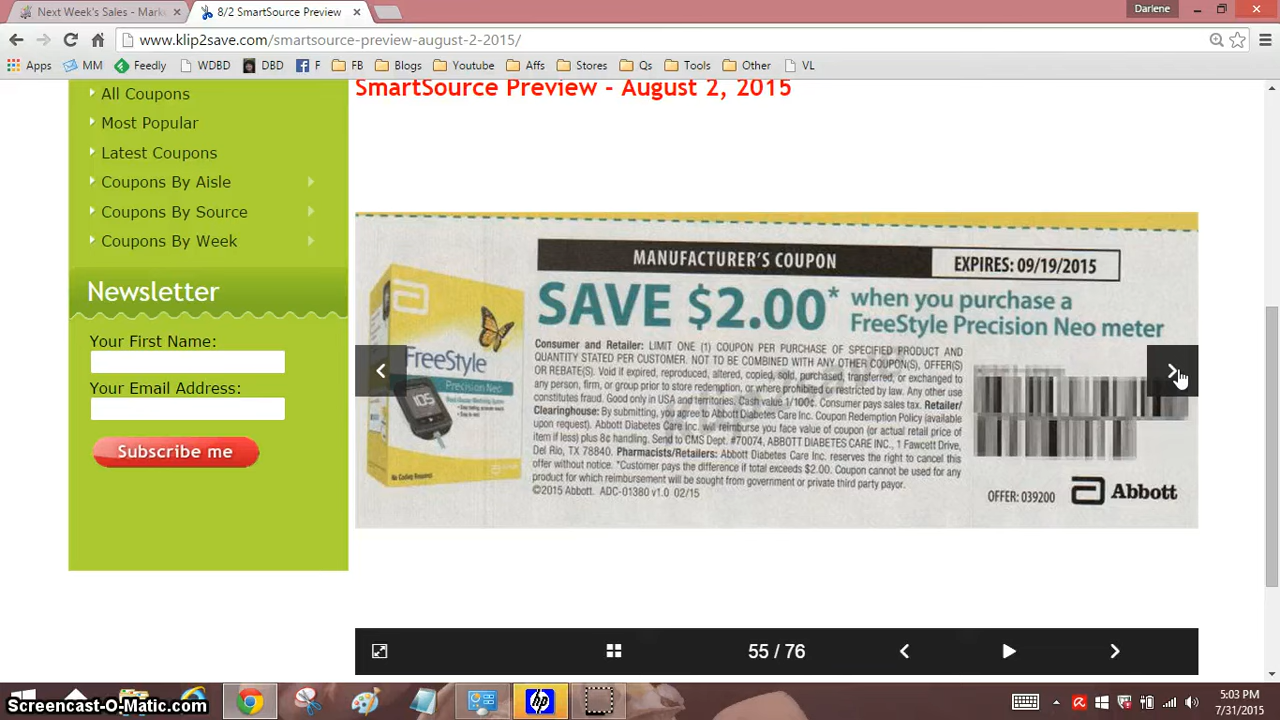 Next Week's Sales - Mark
8/2 SmartSource Preview
Darlene
www.klip2save.com/smartsource-preview-august-2-2015/
Apps MM Feedly WDBD DBD F FB Blogs Youtube Affs Stores Qs Tools Other VL
SmartSource Preview - August 2, 2015
All Coupons
Most Popular
Latest Coupons
Coupons By Aisle
Coupons By Source
Coupons By Week
Newsletter
Your First Name:
Your Email Address:
Subscribe me
MANUFACTURER'S COUPON
EXPIRES: 09/19/2015
SAVE $2.00* when you purchase a
FreeStyle Precision Neo meter
FreeStyle
Precision Neo
No Coding Required
Consumer and Retailer: LIMIT ONE (1) COUPON PER PURCHASE OF SPECIFIED PRODUCT AND
QUANTITY STATED PER CUSTOMER. NOT TO BE COMBINED WITH ANY OTHER COUPON(S), OFFER(S)
OR REBATE(S). Void if expired, reproduced, altered, copied, sold, purchased, transferred, or exchanged to
any person, firm, or group prior to store redemption, or where prohibited or restricted by law. Any other use
constitutes fraud. Good only in USA and territories. Cash value 1/100¢. Consumer pays sales tax. Retailer/
Clearinghouse: By submitting, you agree to Abbott Diabetes Care Inc. Coupon Redemption Policy (available
upon request). Abbott Diabetes Care Inc. will reimburse you face value of coupon (or actual retail price of
item if less) plus 8¢ handling. Send to CMS Dept. #70074, ABBOTT DIABETES CARE INC., 1 Fawcett Drive,
Del Rio, TX 78840. Pharmacists/Retailers: Abbott Diabetes Care Inc. reserves the right to cancel this
offer without notice. *Customer pays the difference if total exceeds $2.00. Coupon cannot be used for any
product for which reimbursement will be sought from government or private third party payor.
©2015 Abbott. ADC-01380 v1.0 02/15
OFFER: 039200
Abbott
55 / 76
Screencast-O-Matic.com
5:03 PM
7/31/2015